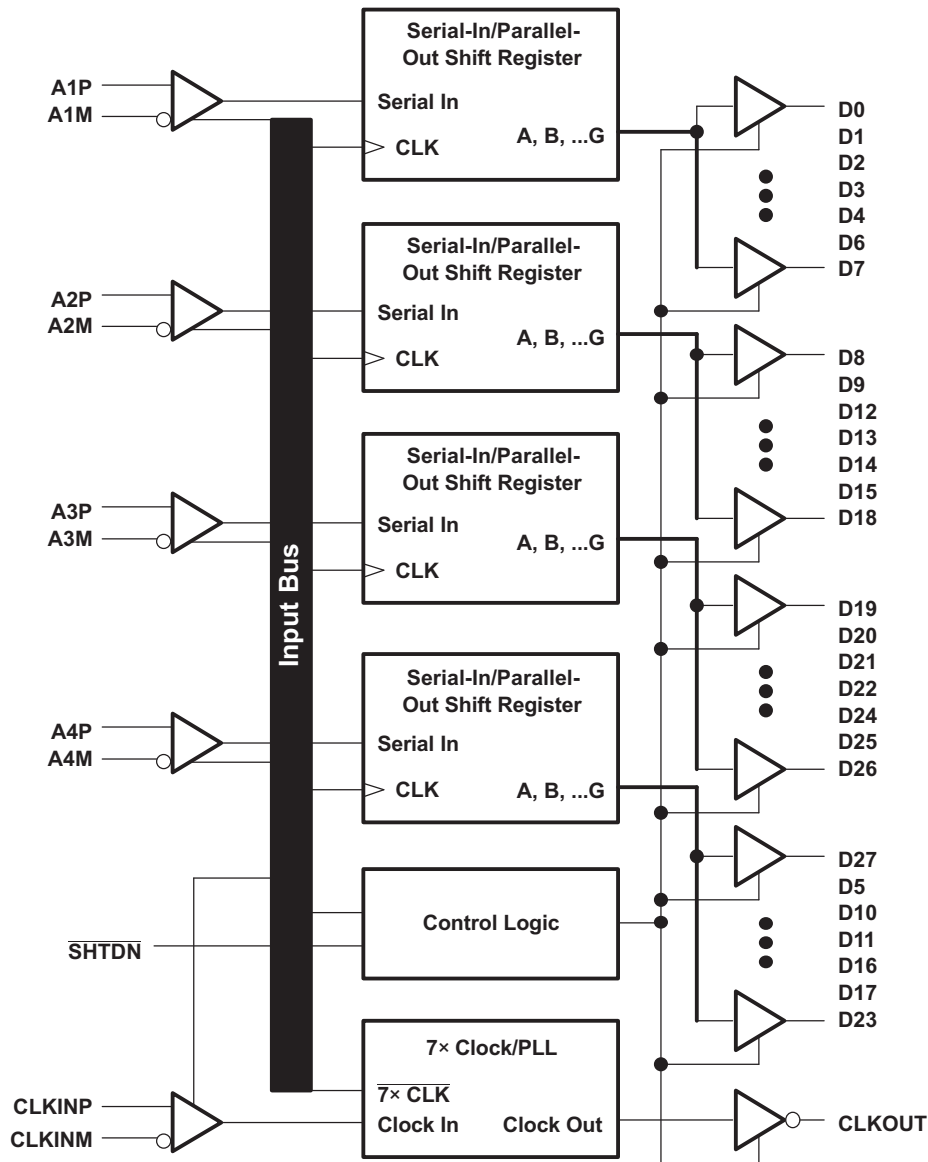 Serial-In/Parallel-
Out Shift Register
A1P
A1M
Serial In
CLK
A, B, ...G
D0
D1
D2
D3
D4
D6
D7
Serial-In/Parallel-
Out Shift Register
A2P
A2M
Serial In
CLK
A, B, ...G
D8
D9
D12
D13
D14
D15
D18
Serial-In/Parallel-
Out Shift Register
A3P
A3M
Serial In
CLK
A, B, ...G
Input Bus
D19
D20
D21
D22
D24
D25
D26
Serial-In/Parallel-
Out Shift Register
A4P
A4M
Serial In
CLK
A, B, ...G
D27
D5
D10
D11
D16
D17
D23
Control Logic
SHTDN
7× Clock/PLL
7× CLK
CLKINP
CLKINM
Clock In
Clock Out
CLKOUT